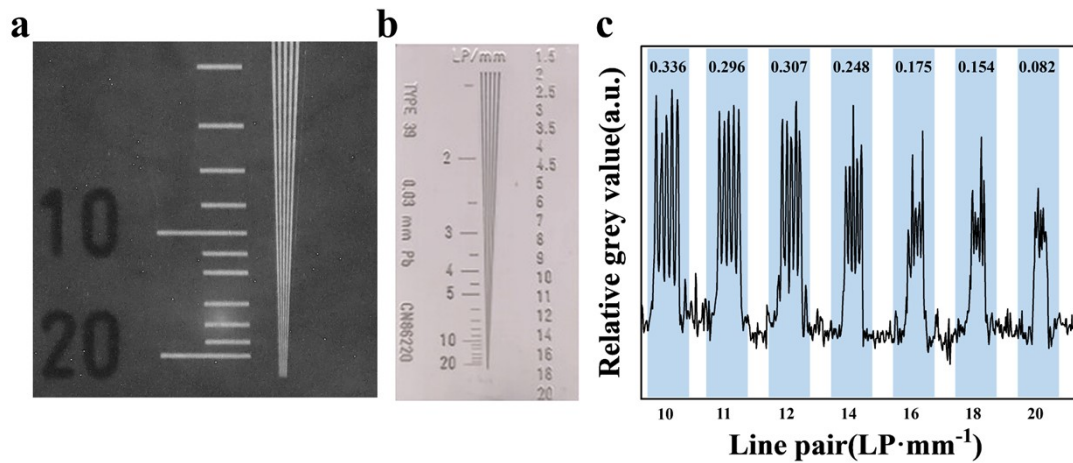 a
10
20
b
LP/mm
TYPE 39
0.03 mm Pb
CN86220
2
3
4
5
10
20
1.5
2
2.5
3
3.5
4
4.5
5
6
7
8
9
10
11
12
14
16
18
20
c
Relative grey value(a.u.)
0.336 0.296 0.307 0.248 0.175 0.154 0.082
10 11 12 14 16 18 20
Line pair(LP·mm⁻¹)